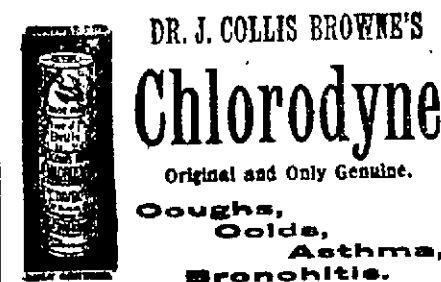 DR. J. COLLIS BROWNE'S
Chlorodyne
Original and Only Genuine.
Coughs,
Colds,
Asthma,
Bronchitis.